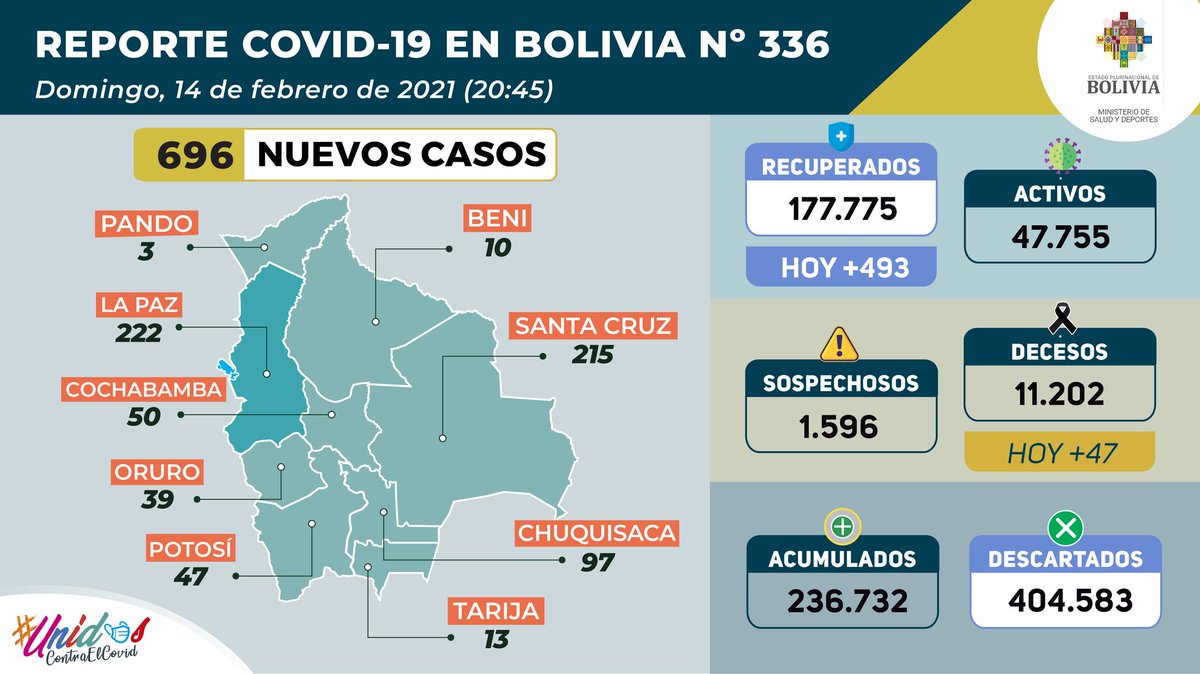 REPORTE COVID-19 EN BOLIVIA Nº 336
Domingo, 14 de febrero de 2021 (20:45)
ESTADO PLURINACIONAL DE
BOLIVIA
MINISTERIO DE
SALUD Y DEPORTES
696 NUEVOS CASOS
PANDO
3
BENI
10
LA PAZ
222
SANTA CRUZ
215
COCHABAMBA
50
ORURO
39
POTOSÍ
47
CHUQUISACA
97
TARIJA
13
RECUPERADOS
177.775
HOY +493
ACTIVOS
47.755
SOSPECHOSOS
1.596
DECESOS
11.202
HOY +47
ACUMULADOS
236.732
DESCARTADOS
404.583
#Unidos
ContraElCovid